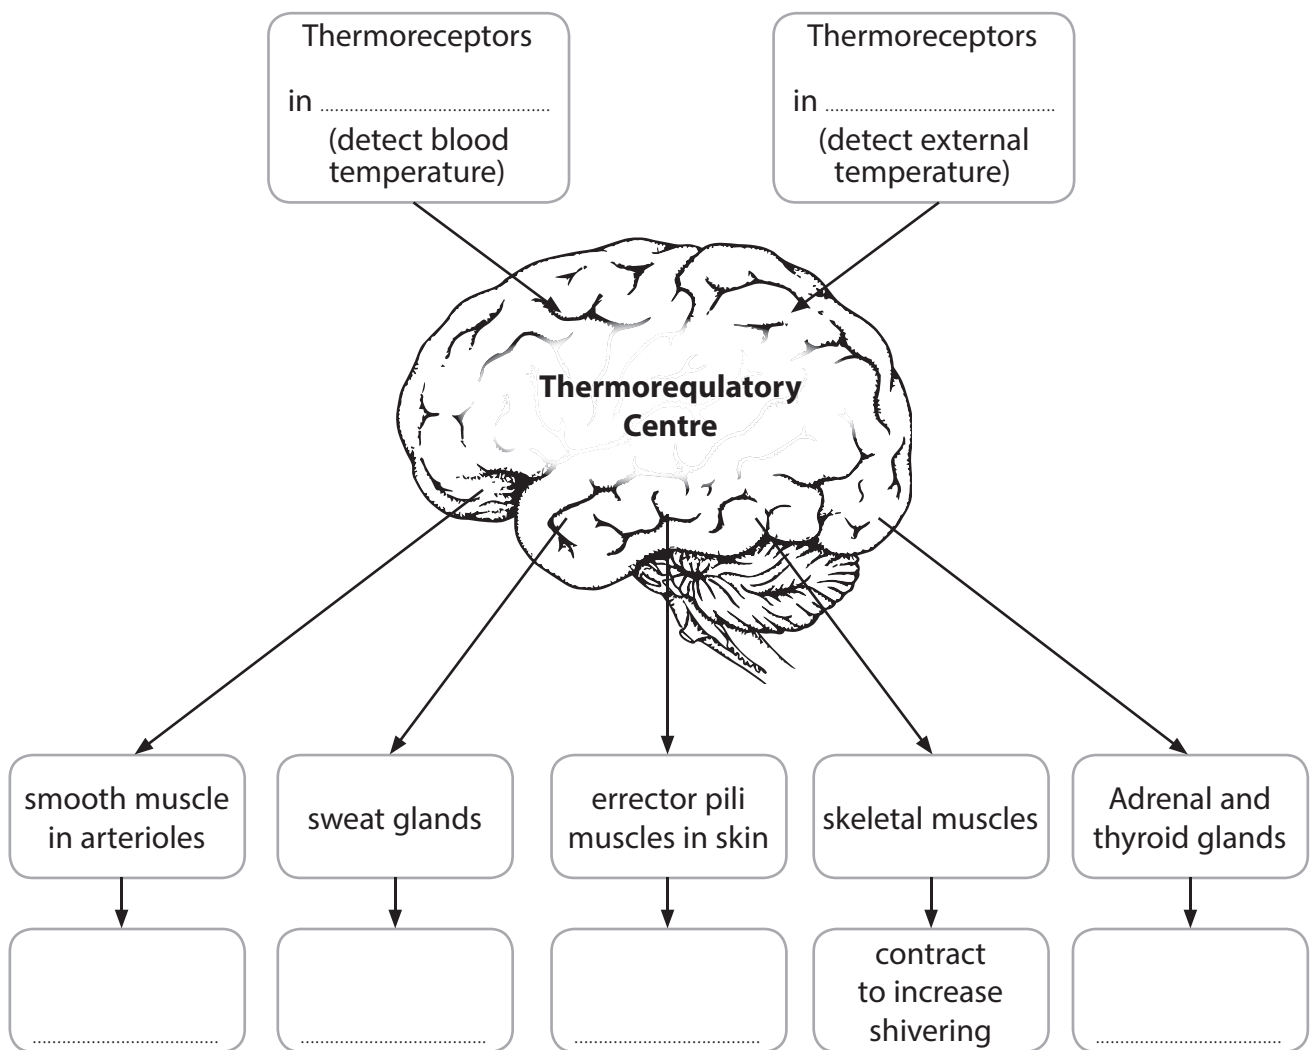 Thermoreceptors
in ..............................................
(detect blood
temperature)
Thermoreceptors
in ..............................................
(detect external
temperature)
Thermorequlatory
Centre
smooth muscle
in arterioles
sweat glands
errector pili
muscles in skin
skeletal muscles
Adrenal and
thyroid glands
.....................................
.....................................
.....................................
contract
to increase
shivering
.....................................